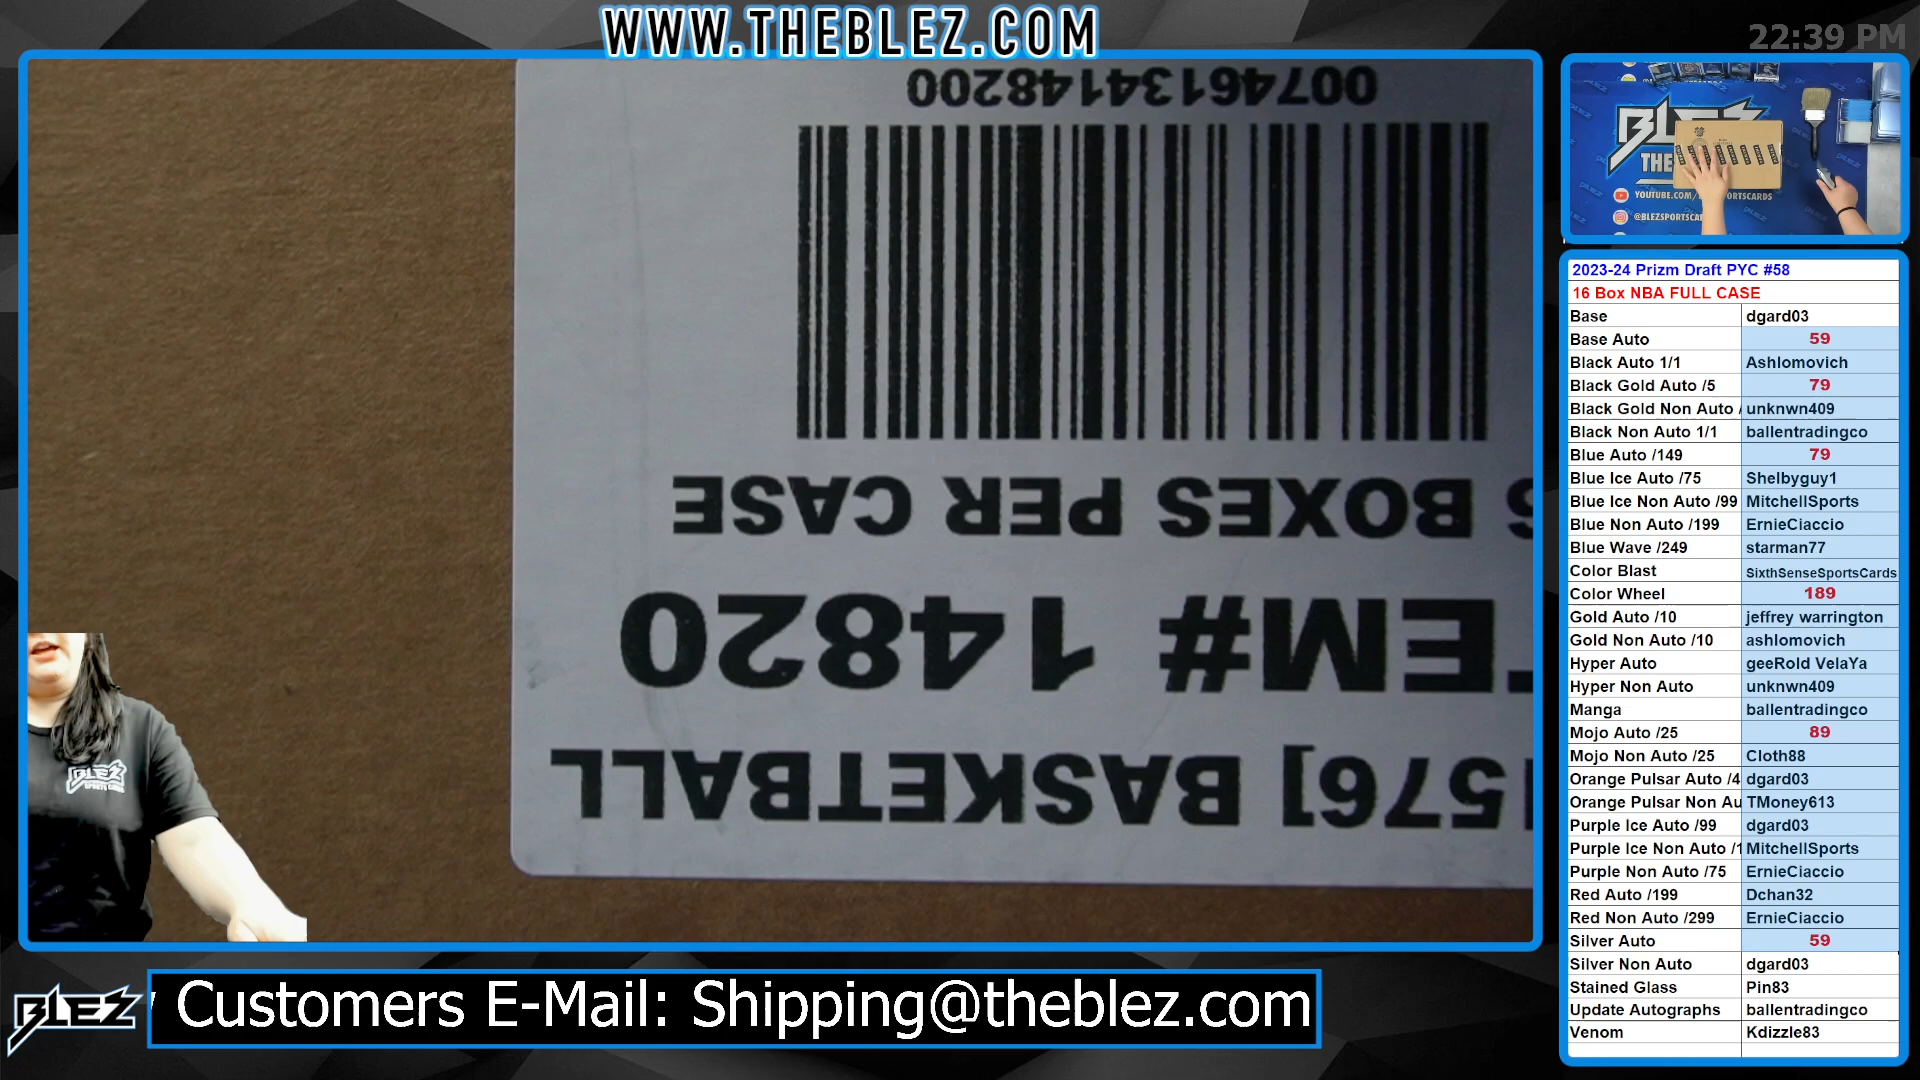 WWW.THEBLEZ.COM
22:39 PM
00746134148200
BOXES PER CASE
14820
576] BASKETBALL
BLEZ
THE
@BLEZSPORTSCA
2023-24 Prizm Draft PYC #58
16 Box NBA FULL CASE
Base dgard03
Base Auto 59
Black Auto 1/1 Ashlomovich
Black Gold Auto /5 79
Black Gold Non Auto / unknwn409
Black Non Auto 1/1 ballentradingco
Blue Auto /149 79
Blue Ice Auto /75 Shelbyguy1
Blue Ice Non Auto /99 MitchellSports
Blue Non Auto /199 ErnieCiaccio
Blue Wave /249 starman77
Color Blast SixthSenseSportsCards
Color Wheel 189
Gold Auto /10 jeffrey warrington
Gold Non Auto /10 ashlomovich
Hyper Auto geeRold VelaYa
Hyper Non Auto unknwn409
Manga ballentradingco
Mojo Auto /25 89
Mojo Non Auto /25 Cloth88
Orange Pulsar Auto /4 dgard03
Orange Pulsar Non Au TMoney613
Purple Ice Auto /99 dgard03
Purple Ice Non Auto /1 MitchellSports
Purple Non Auto /75 ErnieCiaccio
Red Auto /199 Dchan32
Red Non Auto /299 ErnieCiaccio
Silver Auto 59
Silver Non Auto dgard03
Stained Glass Pin83
Update Autographs ballentradingco
Venom Kdizzle83
BLEZ
SPORTS CARDS
BLEZ
Customers E-Mail: Shipping@theblez.com